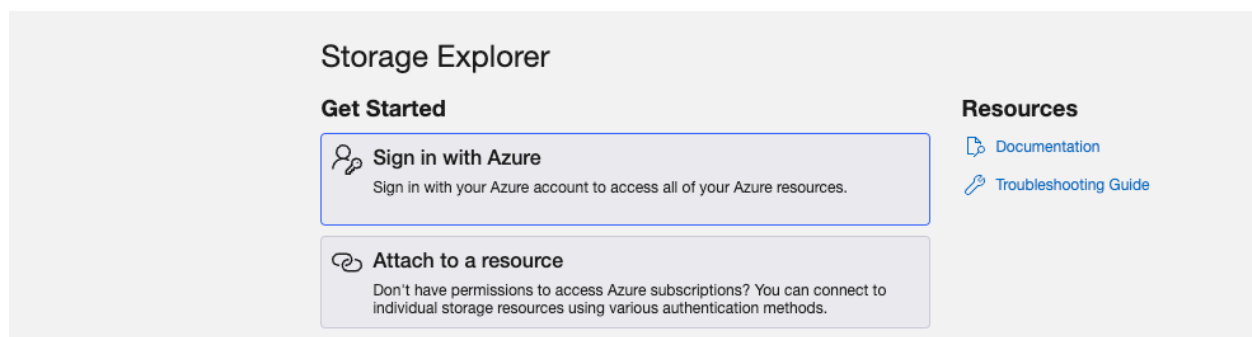 Storage Explorer
Get Started
Sign in with Azure
Sign in with your Azure account to access all of your Azure resources.
Attach to a resource
Don't have permissions to access Azure subscriptions? You can connect to
individual storage resources using various authentication methods.
Resources
Documentation
Troubleshooting Guide